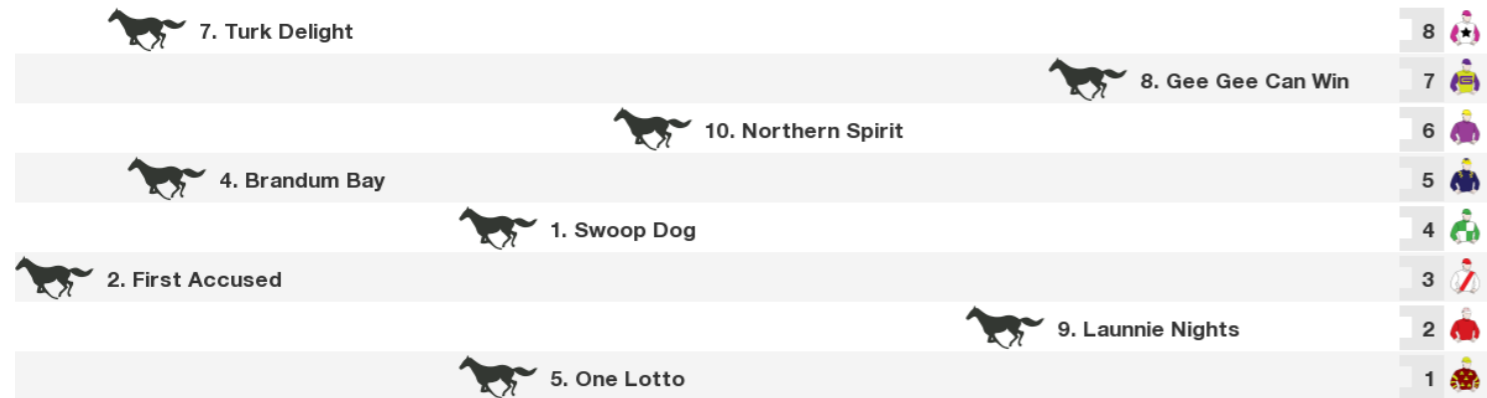 7. Turk Delight 8
8. Gee Gee Can Win 7 G
10. Northern Spirit 6
4. Brandum Bay 5
1. Swoop Dog 4
2. First Accused 3
9. Launnie Nights 2
5. One Lotto 1